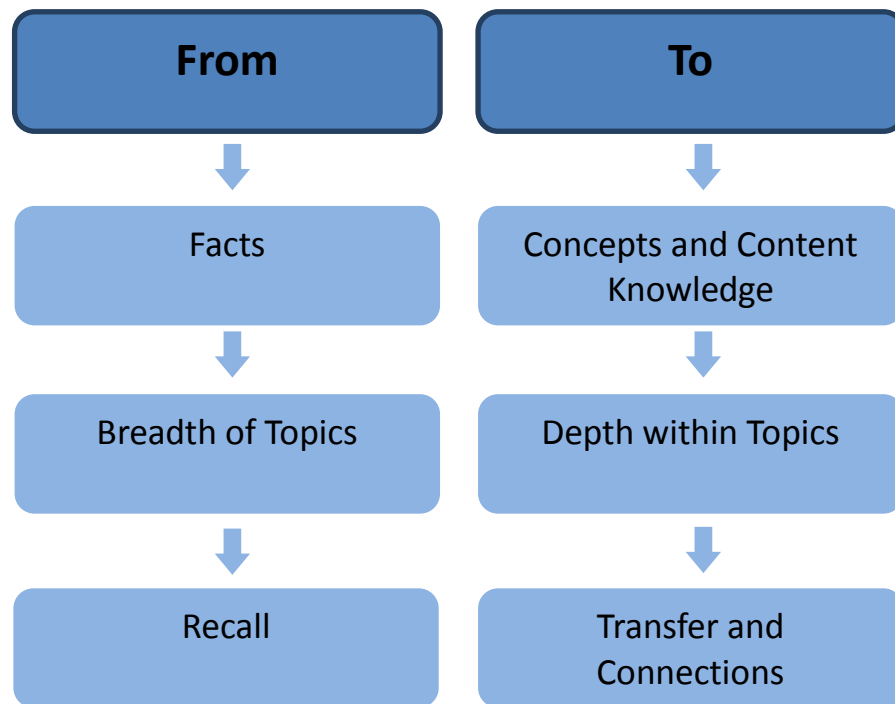 From
To
Facts
Concepts and Content
Knowledge
Breadth of Topics
Depth within Topics
Recall
Transfer and
Connections